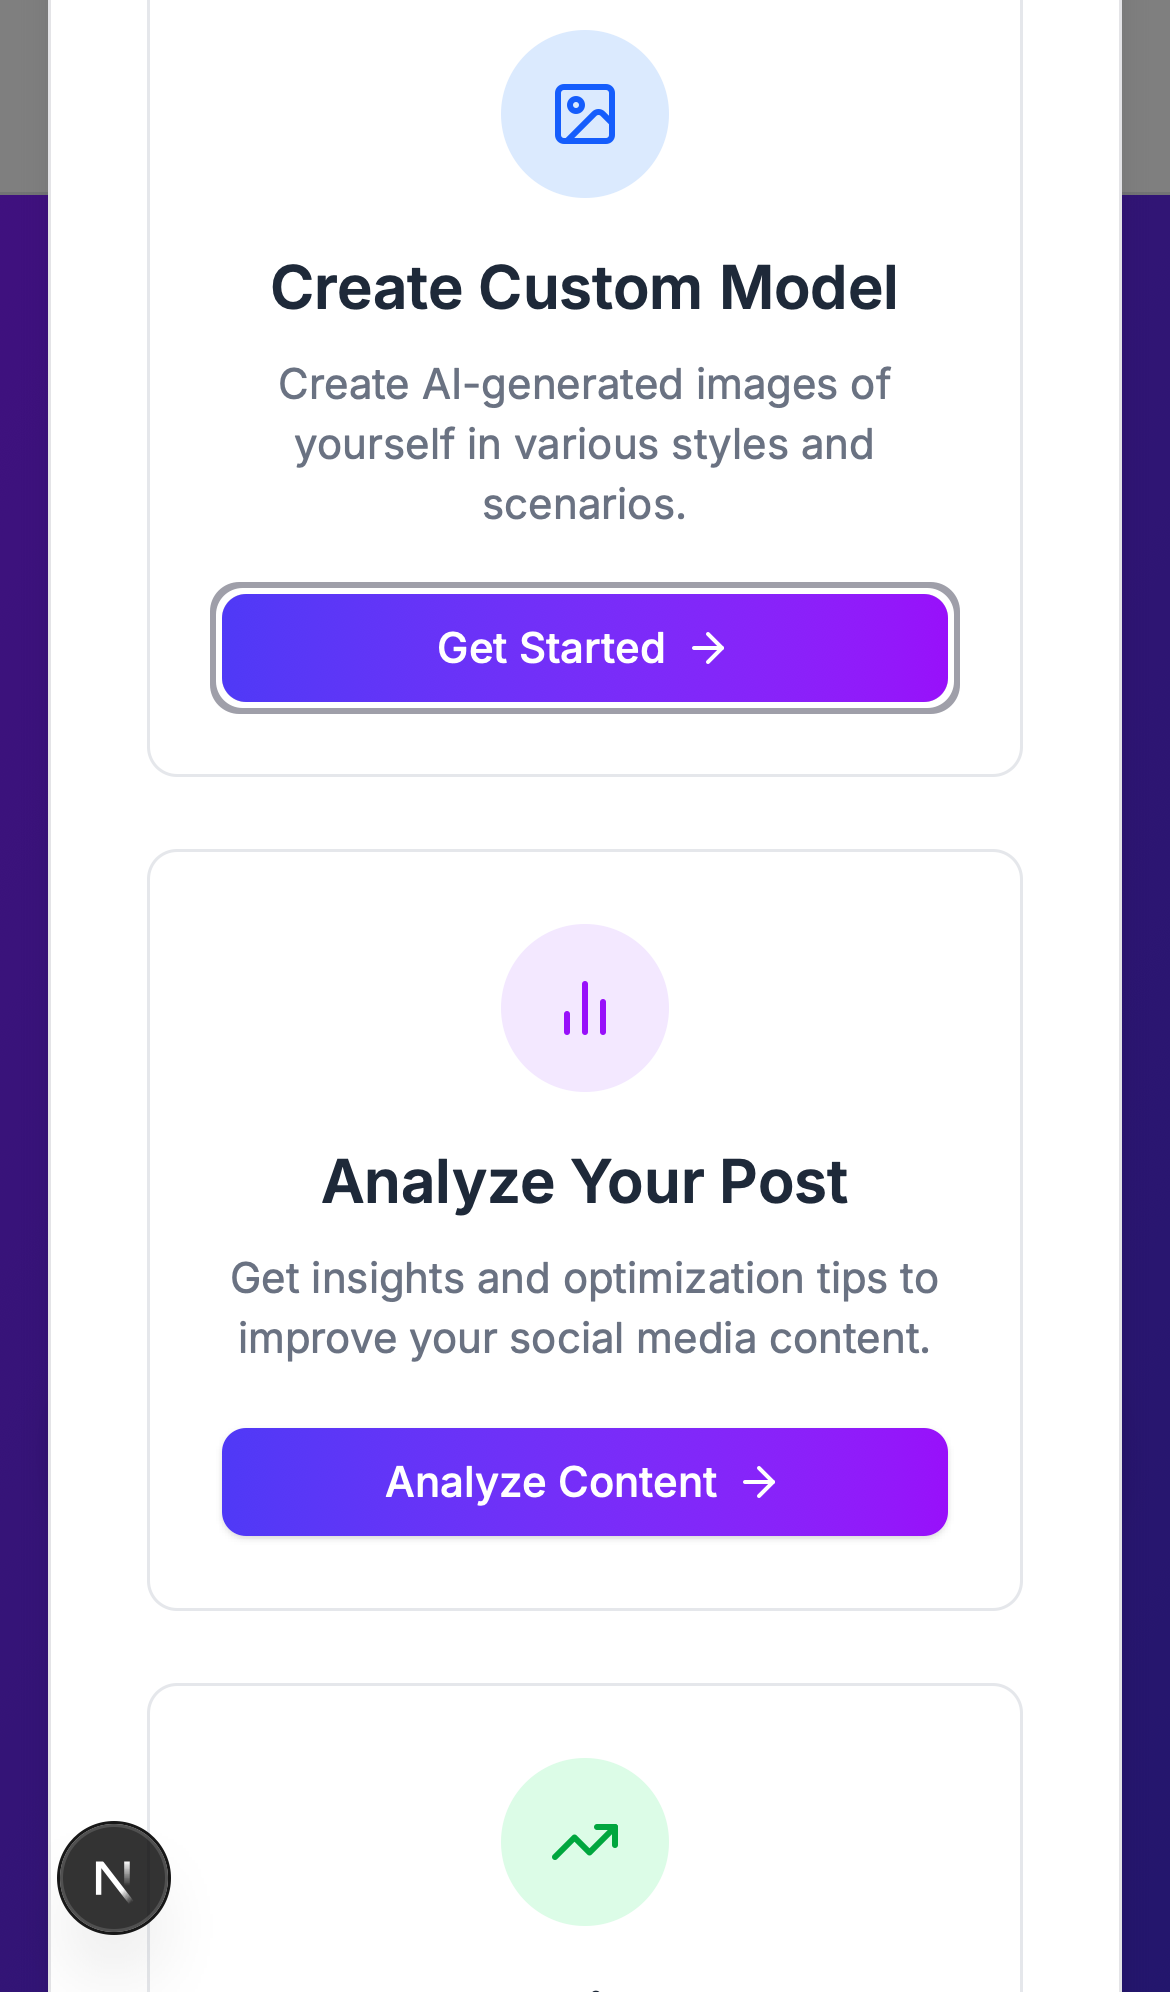 Create Custom Model
Create AI-generated images of
yourself in various styles and
scenarios.
Get Started
Analyze Your Post
Get insights and optimization tips to
improve your social media content.
Analyze Content
N